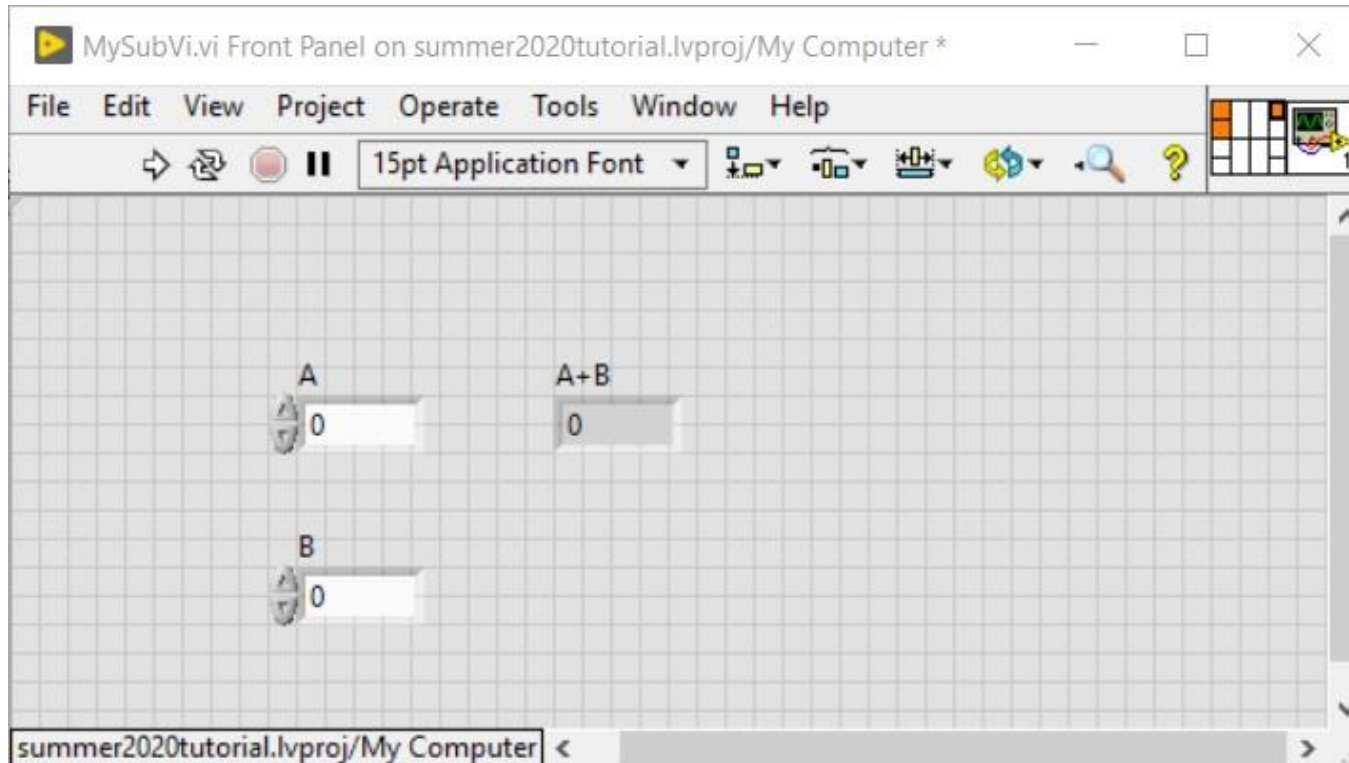 MySubVi.vi Front Panel on summer2020tutorial.lvproj/My Computer *
File Edit View Project Operate Tools Window Help
15pt Application Font ?
1
A A+B
0 0
B
0
summer2020tutorial.lvproj/My Computer